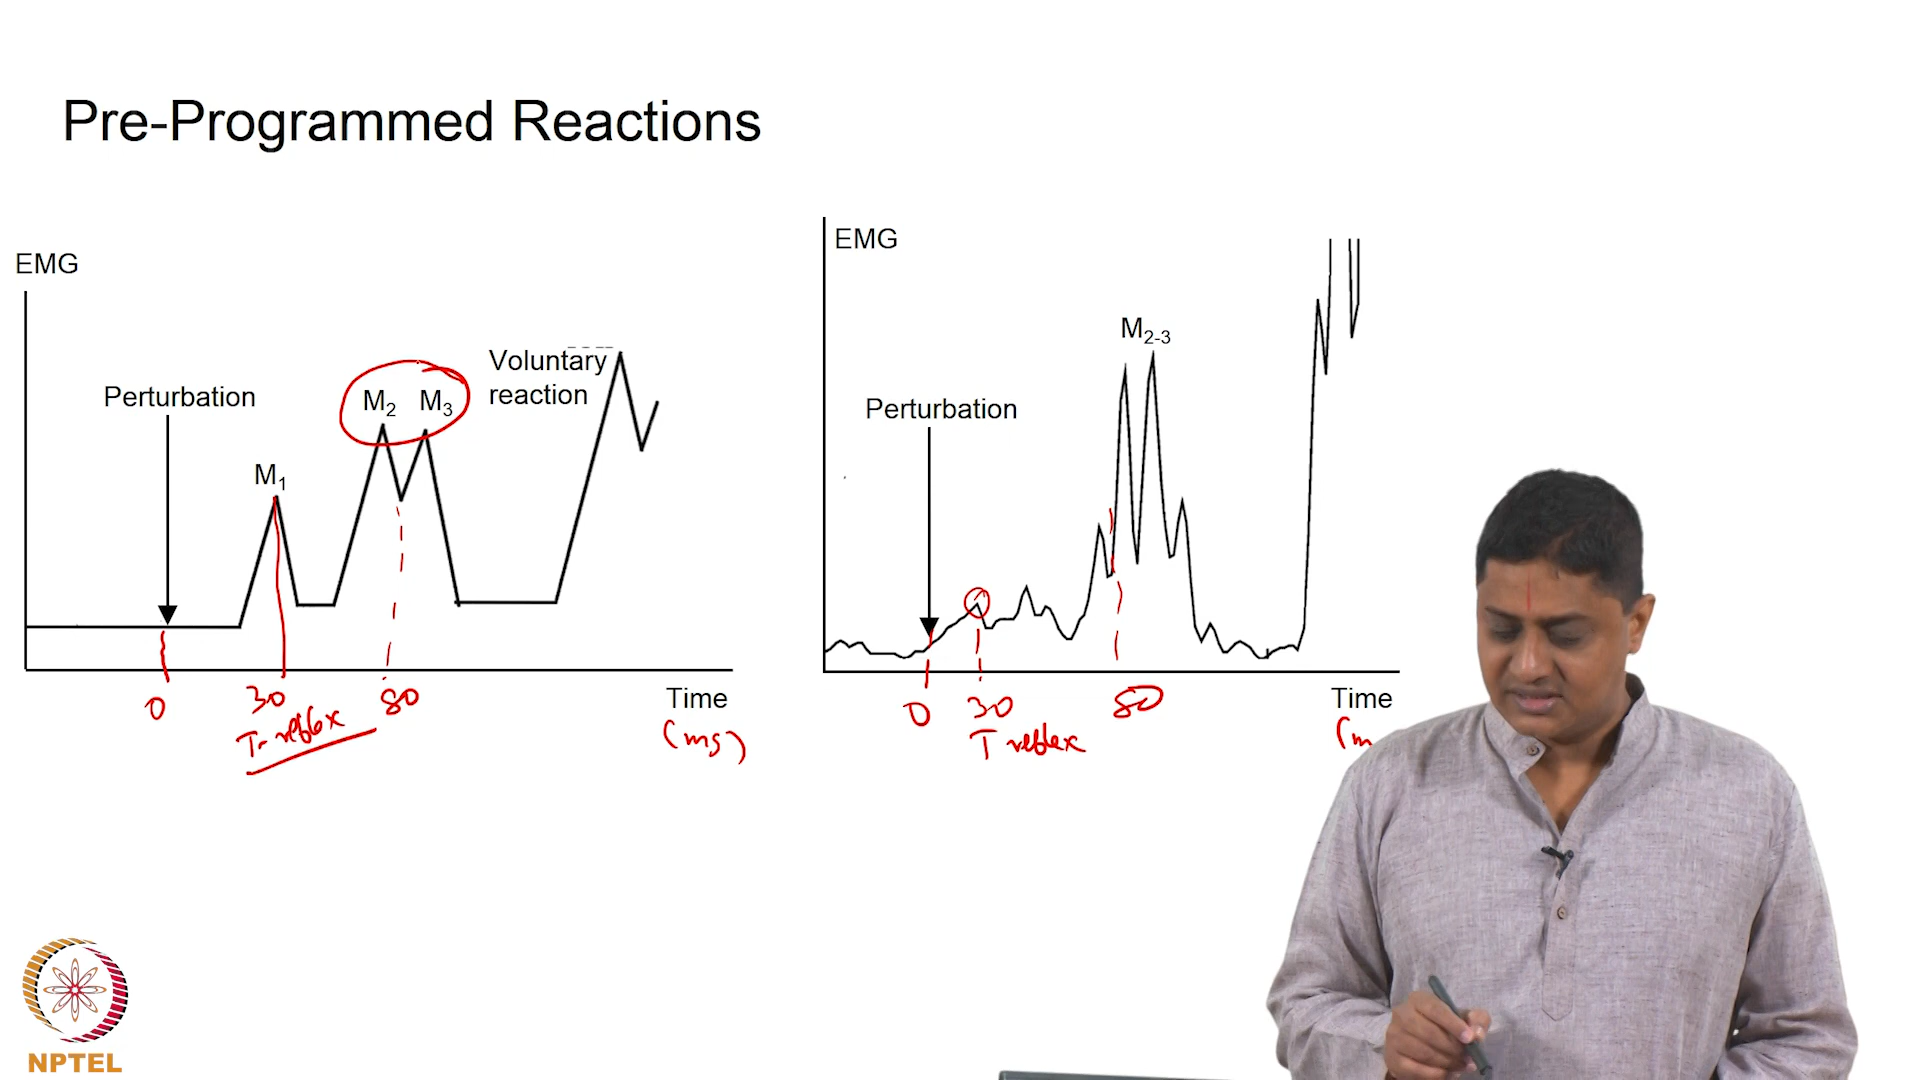 Pre-Programmed Reactions
EMG
Perturbation
M1
M2 M3
Voluntary
reaction
0
30
80
T-reflex
Time
(ms)
EMG
Perturbation
M2-3
0
30
80
T reflex
Time
(m
NPTEL